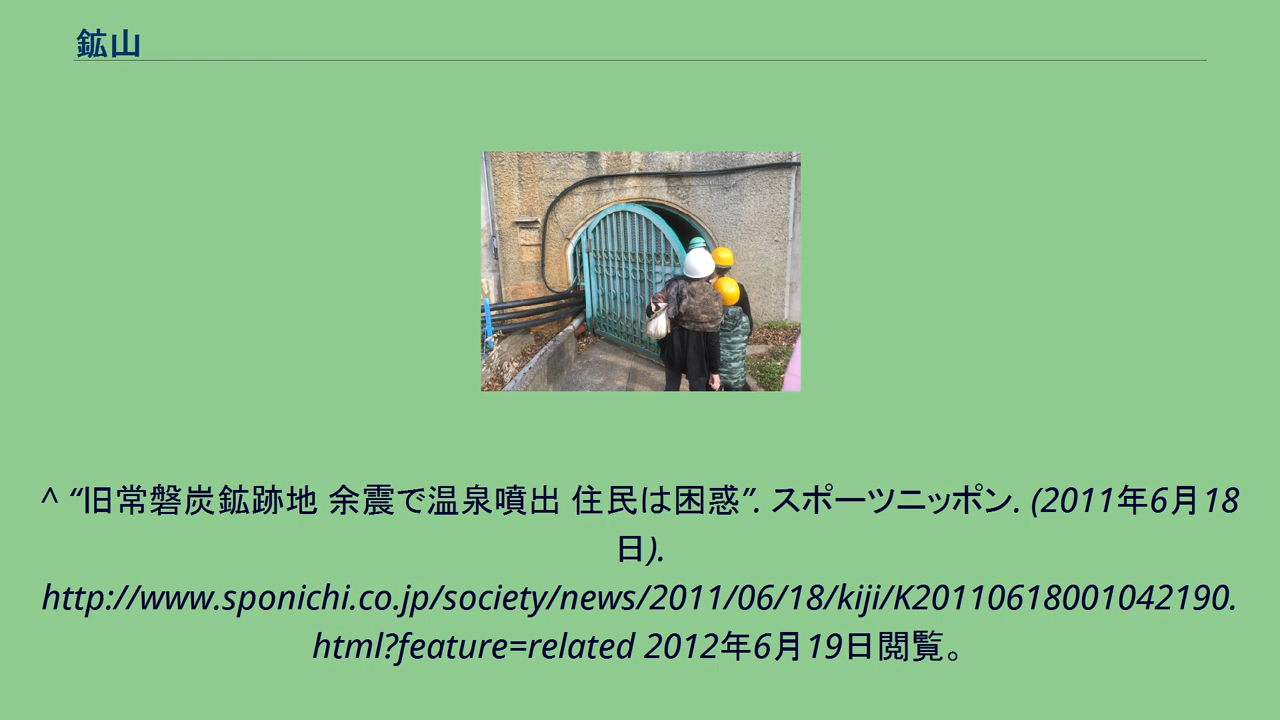 鉱山
^ “旧常磐炭鉱跡地 余震で温泉噴出 住民は困惑”. スポーツニッポン. (2011年6月18
日).
http://www.sponichi.co.jp/society/news/2011/06/18/kiji/K20110618001042190.
html?feature=related 2012年6月19日閲覧。